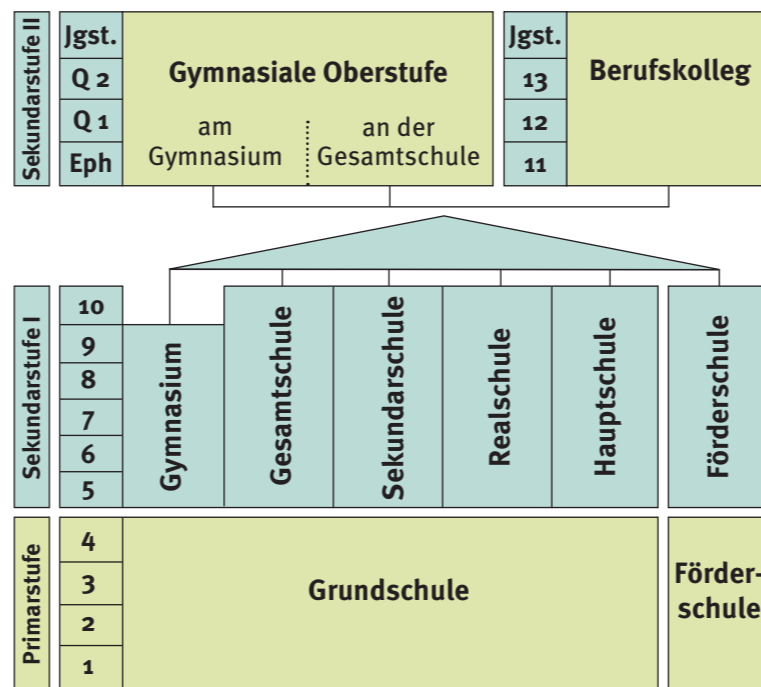 Sekundarstufe II
Jgst.
Q 2
Q 1
Eph
Gymnasiale Oberstufe
am
Gymnasium
an der
Gesamtschule
Jgst.
13
12
11
Berufskolleg
Sekundarstufe I
10
9
8
7
6
5
Gymnasium
Gesamtschule
Sekundarschule
Realschule
Hauptschule
Förderschule
Primarstufe
4
3
2
1
Grundschule
Förder-
schule